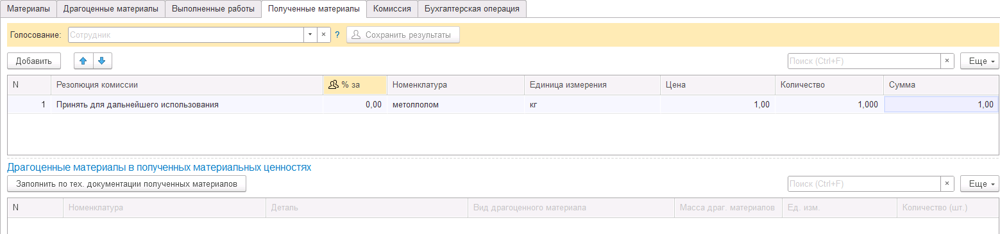 Материалы Драгоценные материалы Выполненные работы Полученные материалы Комиссия Бухгалтерская операция
Голосование: Сотрудник ? Сохранить результаты
Добавить Поиск (Ctrl+F) × Еще
N Резолюция комиссии % за Номенклатура Единица измерения Цена Количество Сумма
1 Принять для дальнейшего использования 0,00 метоллолом кг 1,00 1,000 1,00
Драгоценные материалы в полученных материальных ценностях
Заполнить по тех. документации полученных материалов Поиск (Ctrl+F) × Еще
N Номенклатура Деталь Вид драгоценного материала Масса драг. материалов Ед. изм. Количество (шт.)